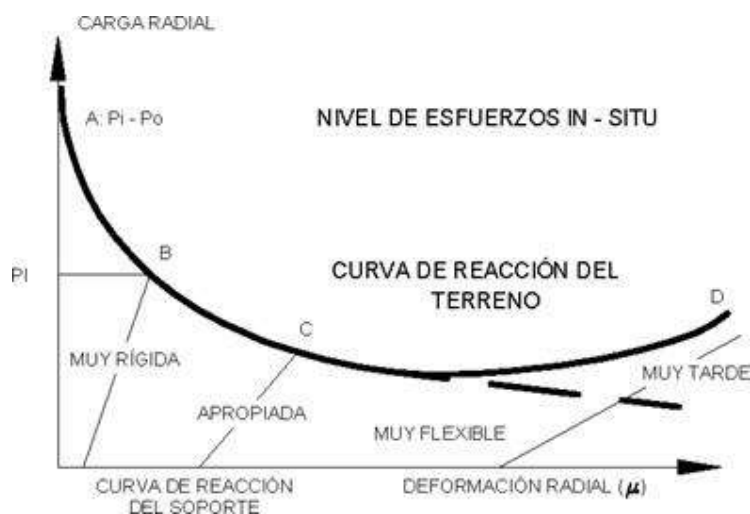 CARGA RADIAL
A: Pi - Po
NIVEL DE ESFUERZOS IN - SITU
B
PI
CURVA DE REACCIÓN DEL
TERRENO
D
C
MUY RÍGIDA
MUY TARDE
APROPIADA
MUY FLEXIBLE
CURVA DE REACCIÓN
DEL SOPORTE
DEFORMACIÓN RADIAL (μ)